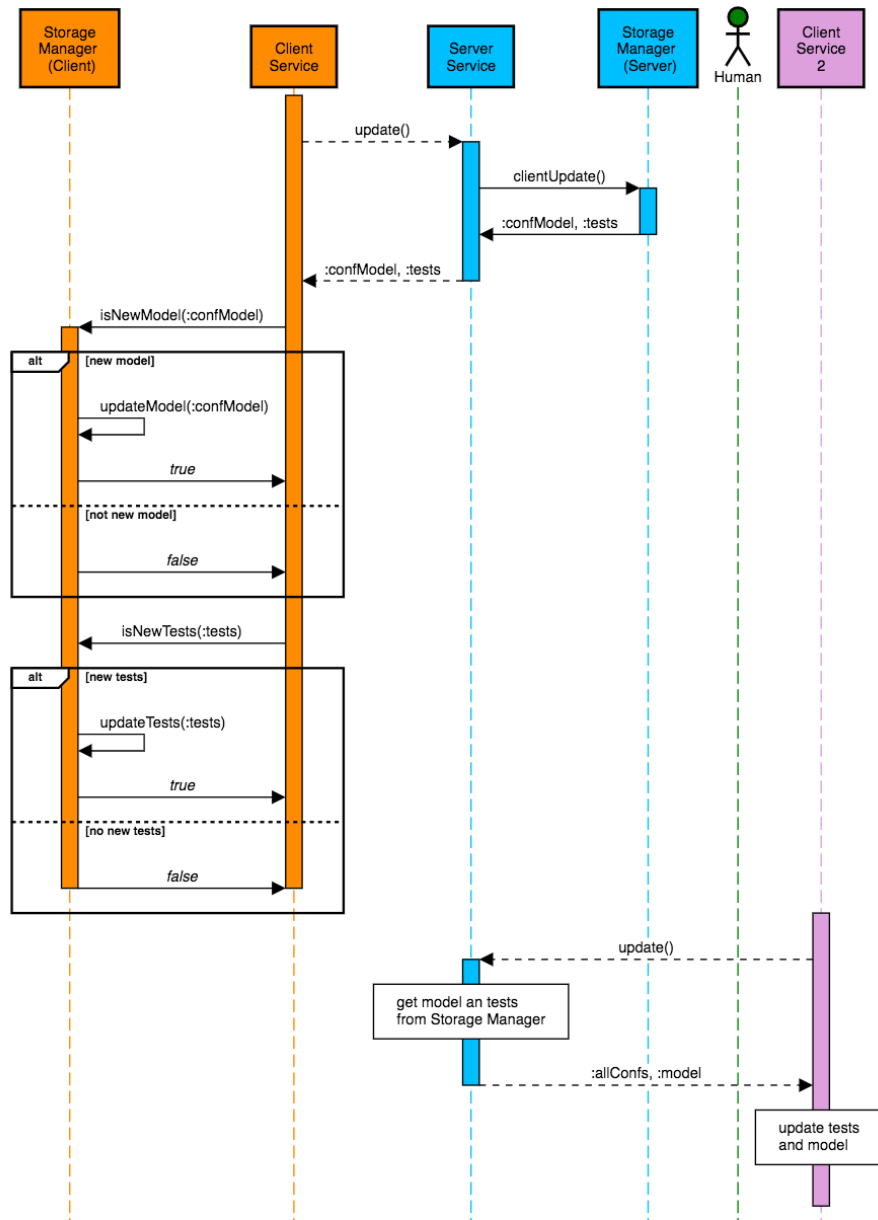 Storage
Manager
(Client)
Client
Service
Server
Service
Storage
Manager
(Server)
Human
Client
Service
2
update()
clientUpdate()
:confModel, :tests
:confModel, :tests
isNewModel(:confModel)
alt
[new model]
updateModel(:confModel)
true
[not new model]
false
isNewTests(:tests)
alt
[new tests]
updateTests(:tests)
true
[no new tests]
false
update()
get model an tests
from Storage Manager
:allConfs, :model
update tests
and model